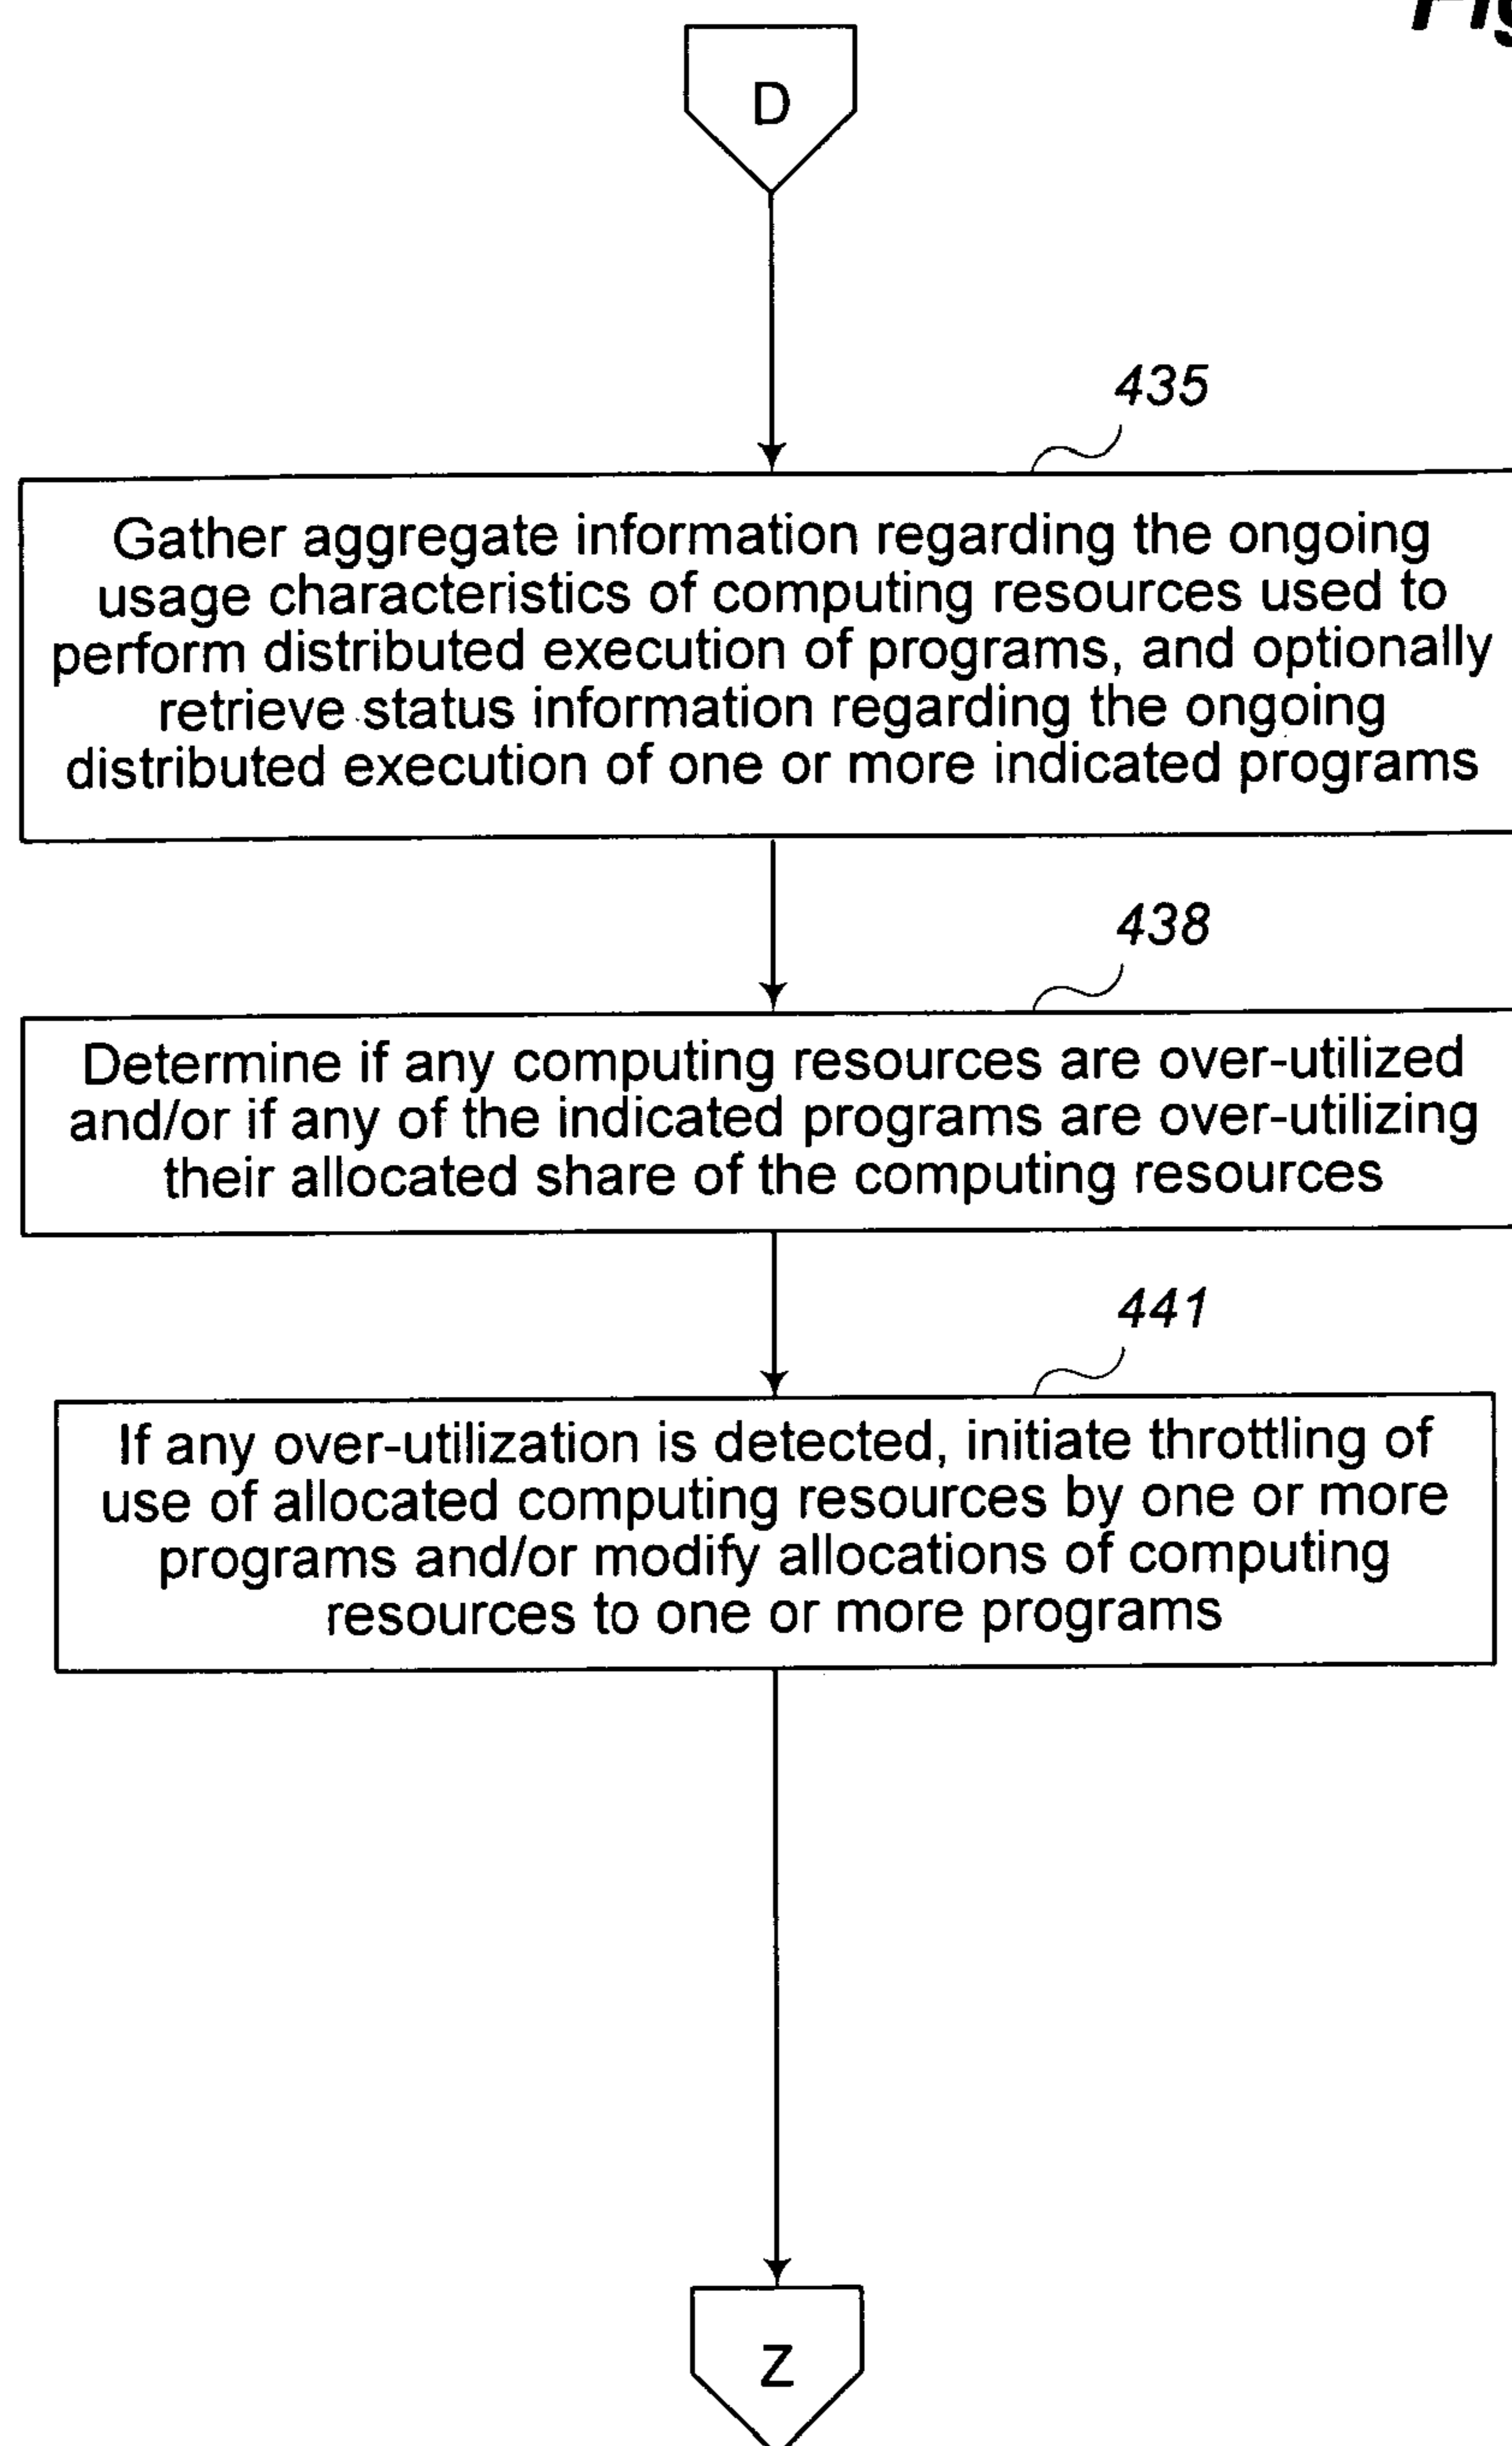 D
435
Gather aggregate information regarding the ongoing
usage characteristics of computing resources used to
perform distributed execution of programs, and optionally
retrieve status information regarding the ongoing
distributed execution of one or more indicated programs
438
Determine if any computing resources are over-utilized
and/or if any of the indicated programs are over-utilizing
their allocated share of the computing resources
441
If any over-utilization is detected, initiate throttling of
use of allocated computing resources by one or more
programs and/or modify allocations of computing
resources to one or more programs
Z